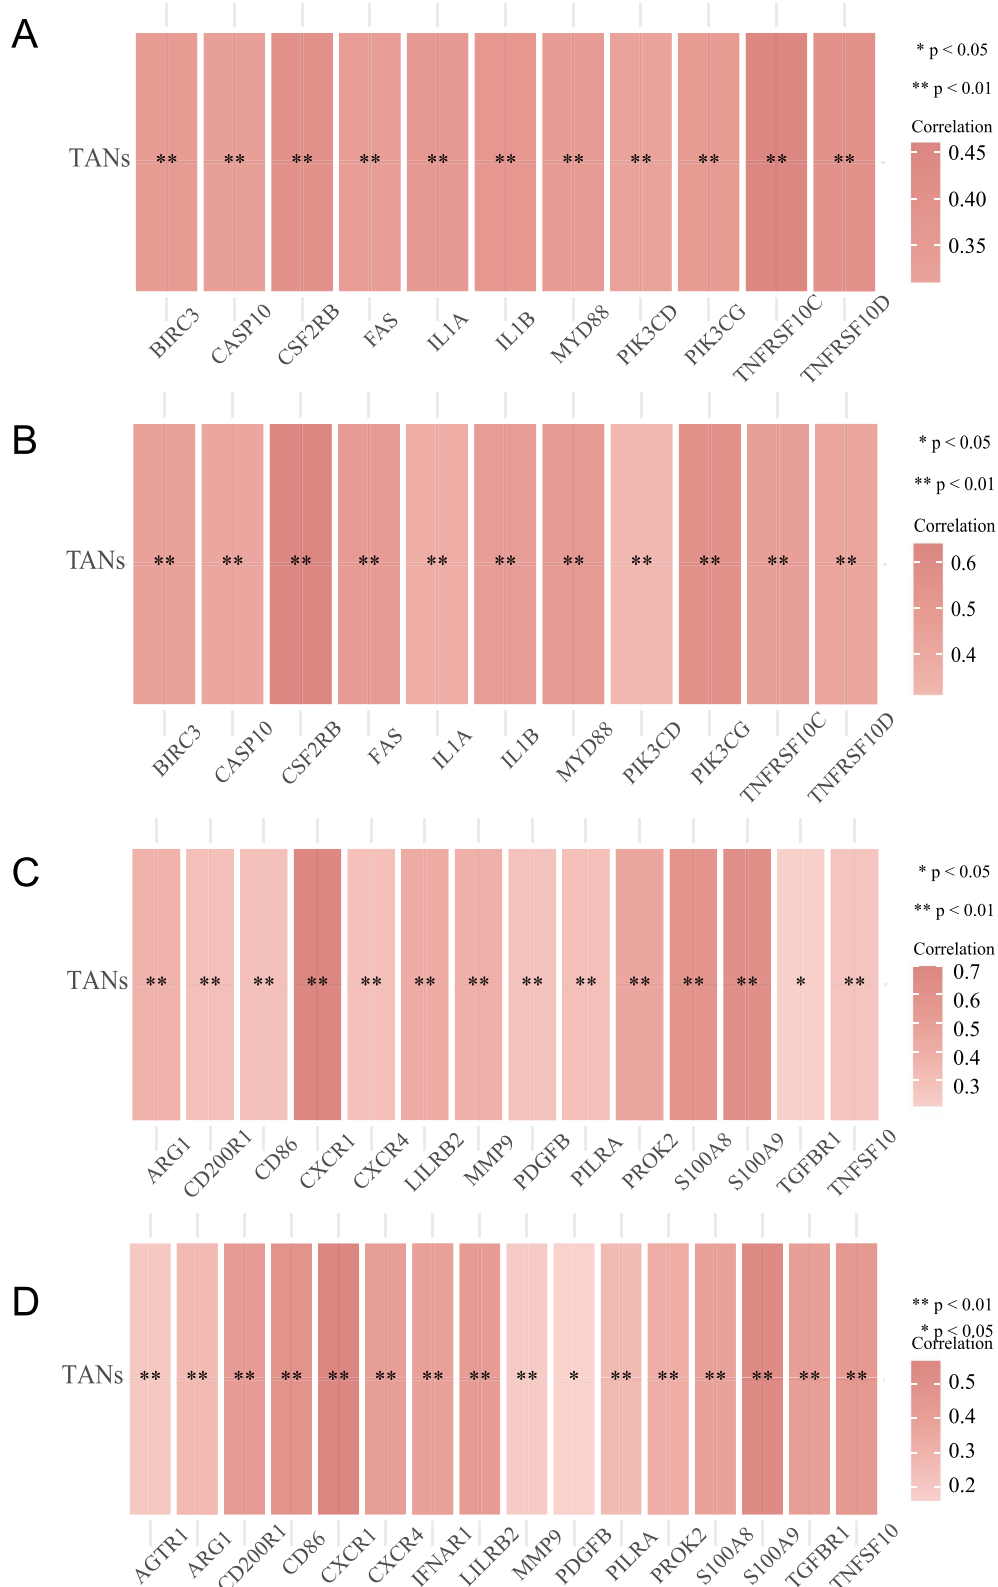 A
* p < 0.05
** p < 0.01
Correlation
0.45
0.40
0.35
TANs ** ** ** ** ** ** ** ** ** ** **
BIRC3 CASP10 CSF2RB FAS IL1A IL1B MYD88 PIK3CD PIK3CG TNFRSF10C TNFRSF10D
B
* p < 0.05
** p < 0.01
Correlation
0.6
0.5
0.4
TANs ** ** ** ** ** ** ** ** ** ** **
BIRC3 CASP10 CSF2RB FAS IL1A IL1B MYD88 PIK3CD PIK3CG TNFRSF10C TNFRSF10D
C
* p < 0.05
** p < 0.01
Correlation
0.7
0.6
0.5
0.4
0.3
TANs ** ** ** ** ** ** ** ** ** ** ** ** * **
ARG1 CD200R1 CD86 CXCR1 CXCR4 LILRB2 MMP9 PDGFB PILRA PROK2 S100A8 S100A9 TGFBR1 TNFSF10
D
** p < 0.01
* p < 0.05
Correlation
0.5
0.4
0.3
0.2
TANs ** ** ** ** ** ** ** ** ** * ** ** ** ** ** **
AGTR1 ARG1 CD200R1 CD86 CXCR1 CXCR4 IFNAR1 LILRB2 MMP9 PDGFB PILRA PROK2 S100A8 S100A9 TGFBR1 TNFSF10